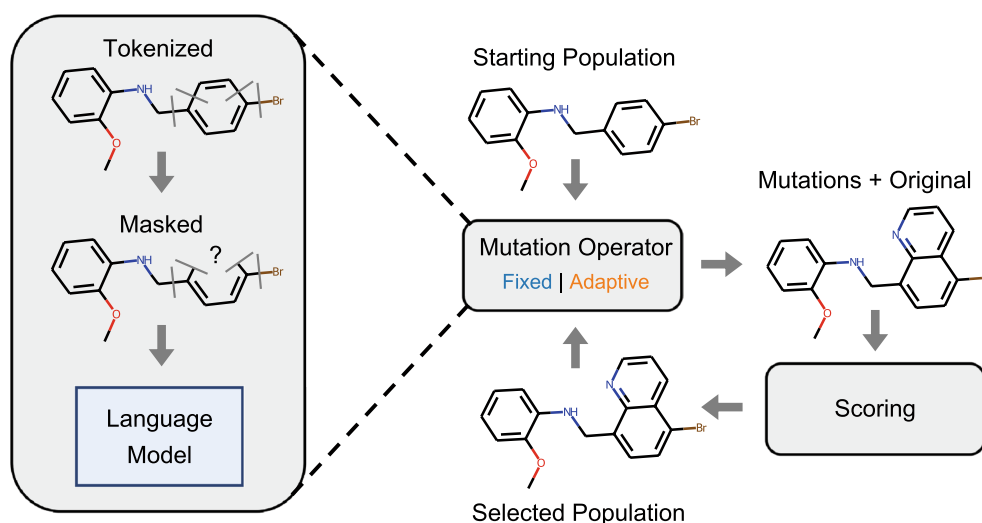 Tokenized
NH
Br
O
Masked
?
NH
Br
O
Language
Model
Starting Population
NH
Br
O
Mutation Operator
Fixed | Adaptive
Mutations + Original
N
NH
O
Scoring
N
NH
Br
O
Selected Population